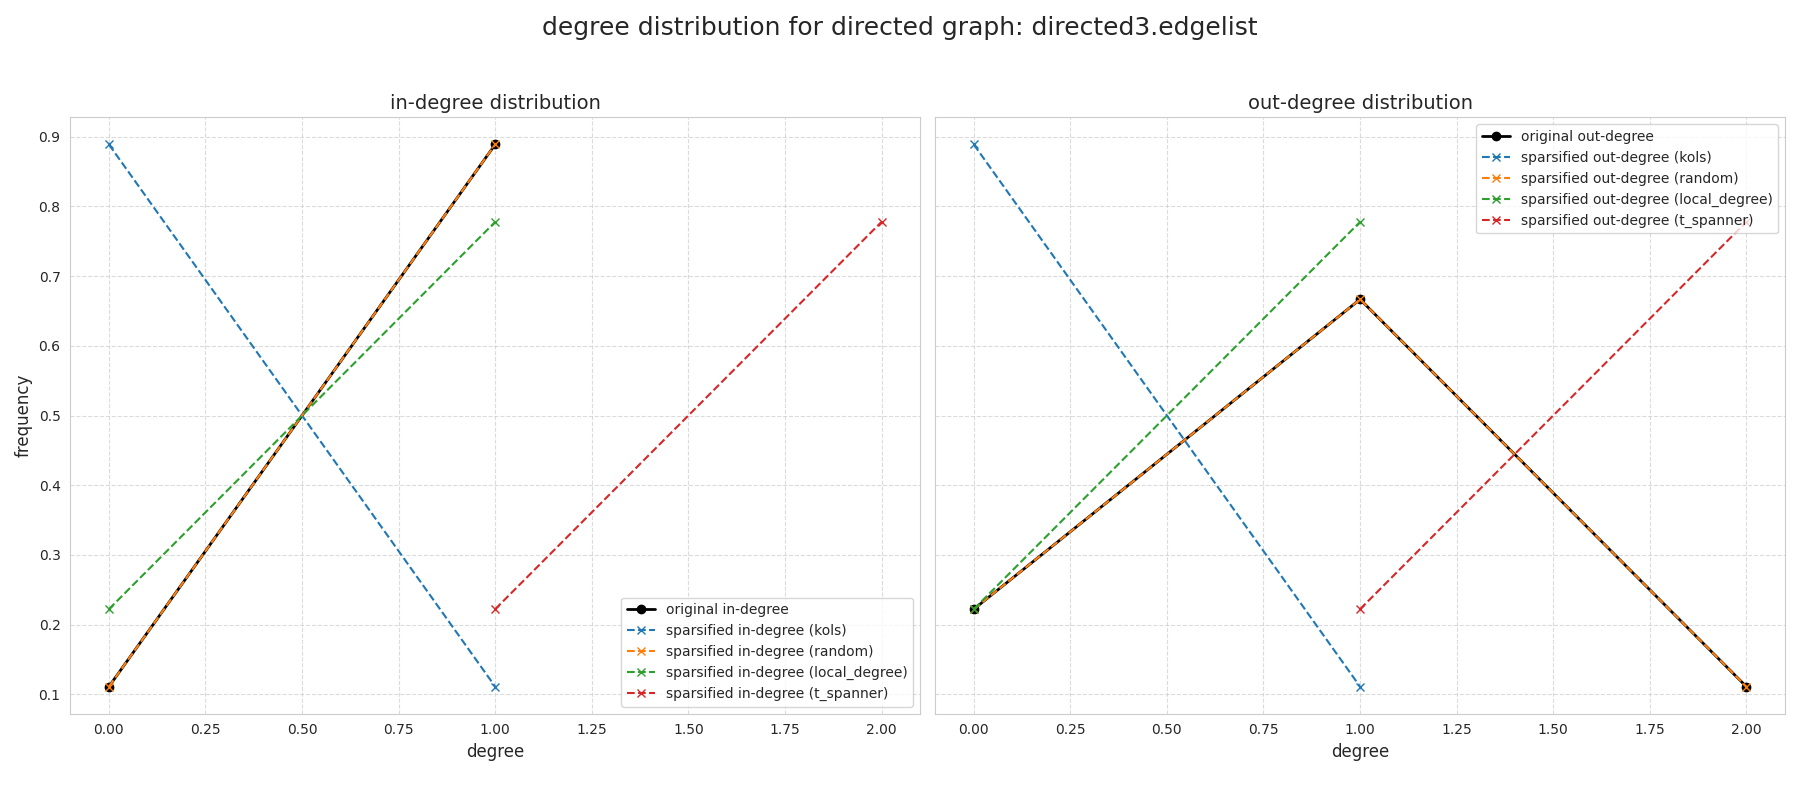 degree distribution for directed graph: directed3.edgelist
in-degree distribution
frequency
0.9
0.8
0.7
0.6
0.5
0.4
0.3
0.2
0.1
0.00 0.25 0.50 0.75 1.00 1.25 1.50 1.75 2.00
degree
original in-degree
sparsified in-degree (kols)
sparsified in-degree (random)
sparsified in-degree (local_degree)
sparsified in-degree (t_spanner)
out-degree distribution
original out-degree
sparsified out-degree (kols)
sparsified out-degree (random)
sparsified out-degree (local_degree)
sparsified out-degree (t_spanner)
0.00 0.25 0.50 0.75 1.00 1.25 1.50 1.75 2.00
degree